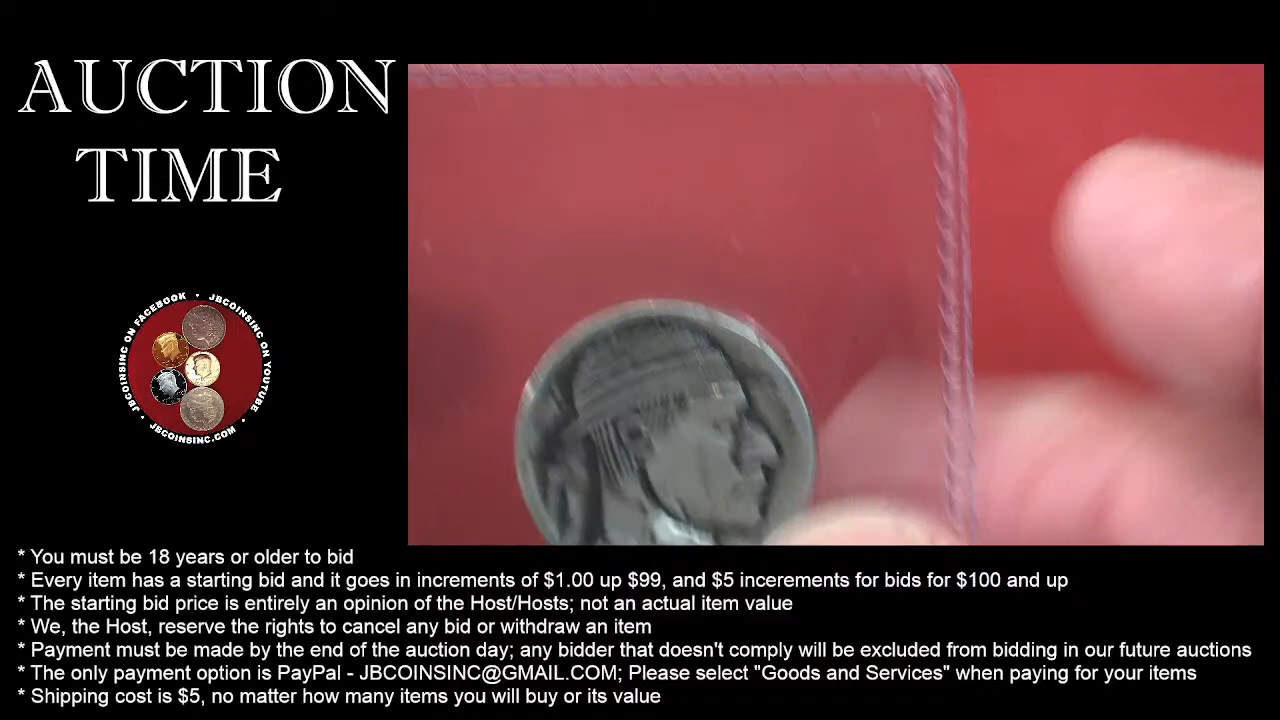 AUCTION
TIME
JBCOINSINC ON FACEBOOK • JBCOINSINC ON YOUTUBE • JBCOINSINC.COM •
* You must be 18 years or older to bid
* Every item has a starting bid and it goes in increments of $1.00 up $99, and $5 incerements for bids for $100 and up
* The starting bid price is entirely an opinion of the Host/Hosts; not an actual item value
* We, the Host, reserve the rights to cancel any bid or withdraw an item
* Payment must be made by the end of the auction day; any bidder that doesn't comply will be excluded from bidding in our future auctions
* The only payment option is PayPal - JBCOINSINC@GMAIL.COM; Please select "Goods and Services" when paying for your items
* Shipping cost is $5, no matter how many items you will buy or its value